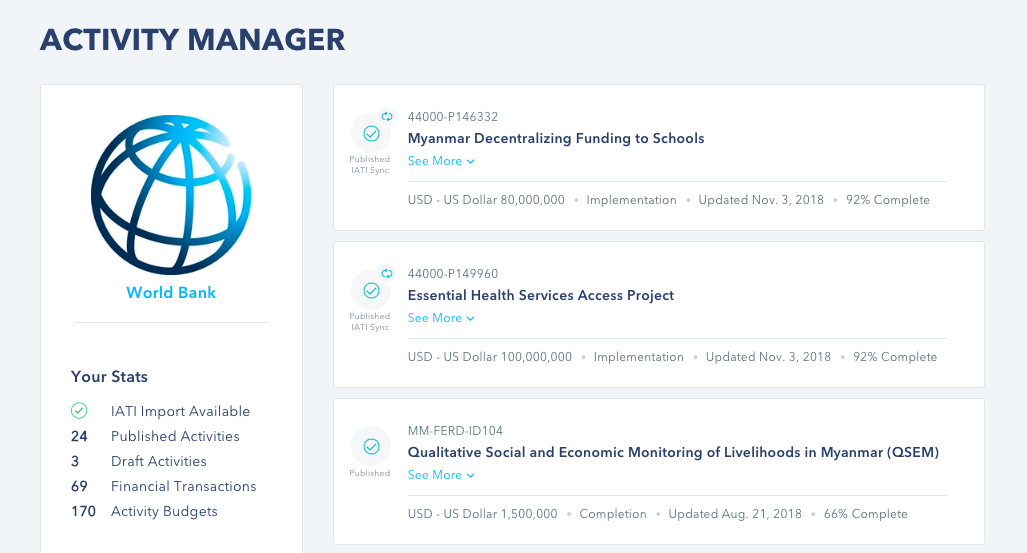 ACTIVITY MANAGER
World Bank
Your Stats
IATI Import Available
24 Published Activities
3 Draft Activities
69 Financial Transactions
170 Activity Budgets
Published
IATI Sync
44000-P146332
Myanmar Decentralizing Funding to Schools
See More
USD - US Dollar 80,000,000 • Implementation • Updated Nov. 3, 2018 • 92% Complete
Published
IATI Sync
44000-P149960
Essential Health Services Access Project
See More
USD - US Dollar 100,000,000 • Implementation • Updated Nov. 3, 2018 • 92% Complete
Published
MM-FERD-ID104
Qualitative Social and Economic Monitoring of Livelihoods in Myanmar (QSEM)
See More
USD - US Dollar 1,500,000 • Completion • Updated Aug. 21, 2018 • 66% Complete